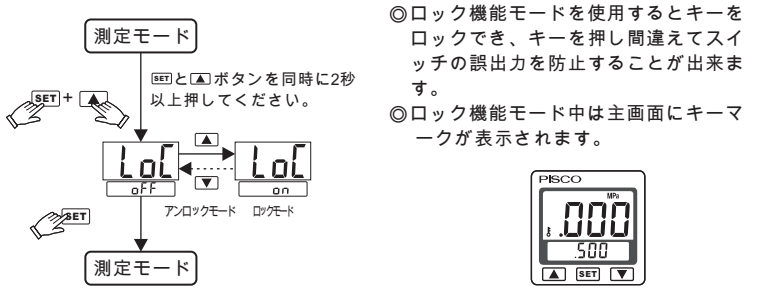 測定モード
SETと▲ボタンを同時に2秒
以上押してください。
SET + ▲
LoC
oFF
▲
▼
LoC
on
アンロックモード
ロックモード
SET
測定モード
◎ロック機能モードを使用するとキーを
ロックでき、キーを押し間違えてスイ
ッチの誤出力を防止することが出来ま
す。
◎ロック機能モード中は主画面にキーマ
ークが表示されます。
PISCO
MPa
.000
.500
▲ SET ▼